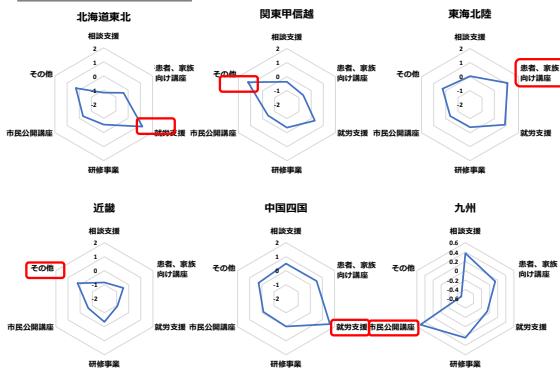 北海道東北
相談支援
2
1
0
-1
-2
患者、家族
向け講座
就労支援
研修事業
市民公開講座
その他
関東甲信越
相談支援
2
1
0
-1
-2
患者、家族
向け講座
就労支援
研修事業
市民公開講座
その他
東海北陸
相談支援
2
1
0
-1
-2
患者、家族
向け講座
就労支援
研修事業
市民公開講座
その他
近畿
相談支援
2
1
0
-1
-2
患者、家族
向け講座
就労支援
研修事業
市民公開講座
その他
中国四国
相談支援
2
1
0
-1
-2
患者、家族
向け講座
就労支援
研修事業
市民公開講座
その他
九州
相談支援
0.6
0.4
0.2
0
-0.2
-0.4
-0.6
患者、家族
向け講座
就労支援
研修事業
市民公開講座
その他